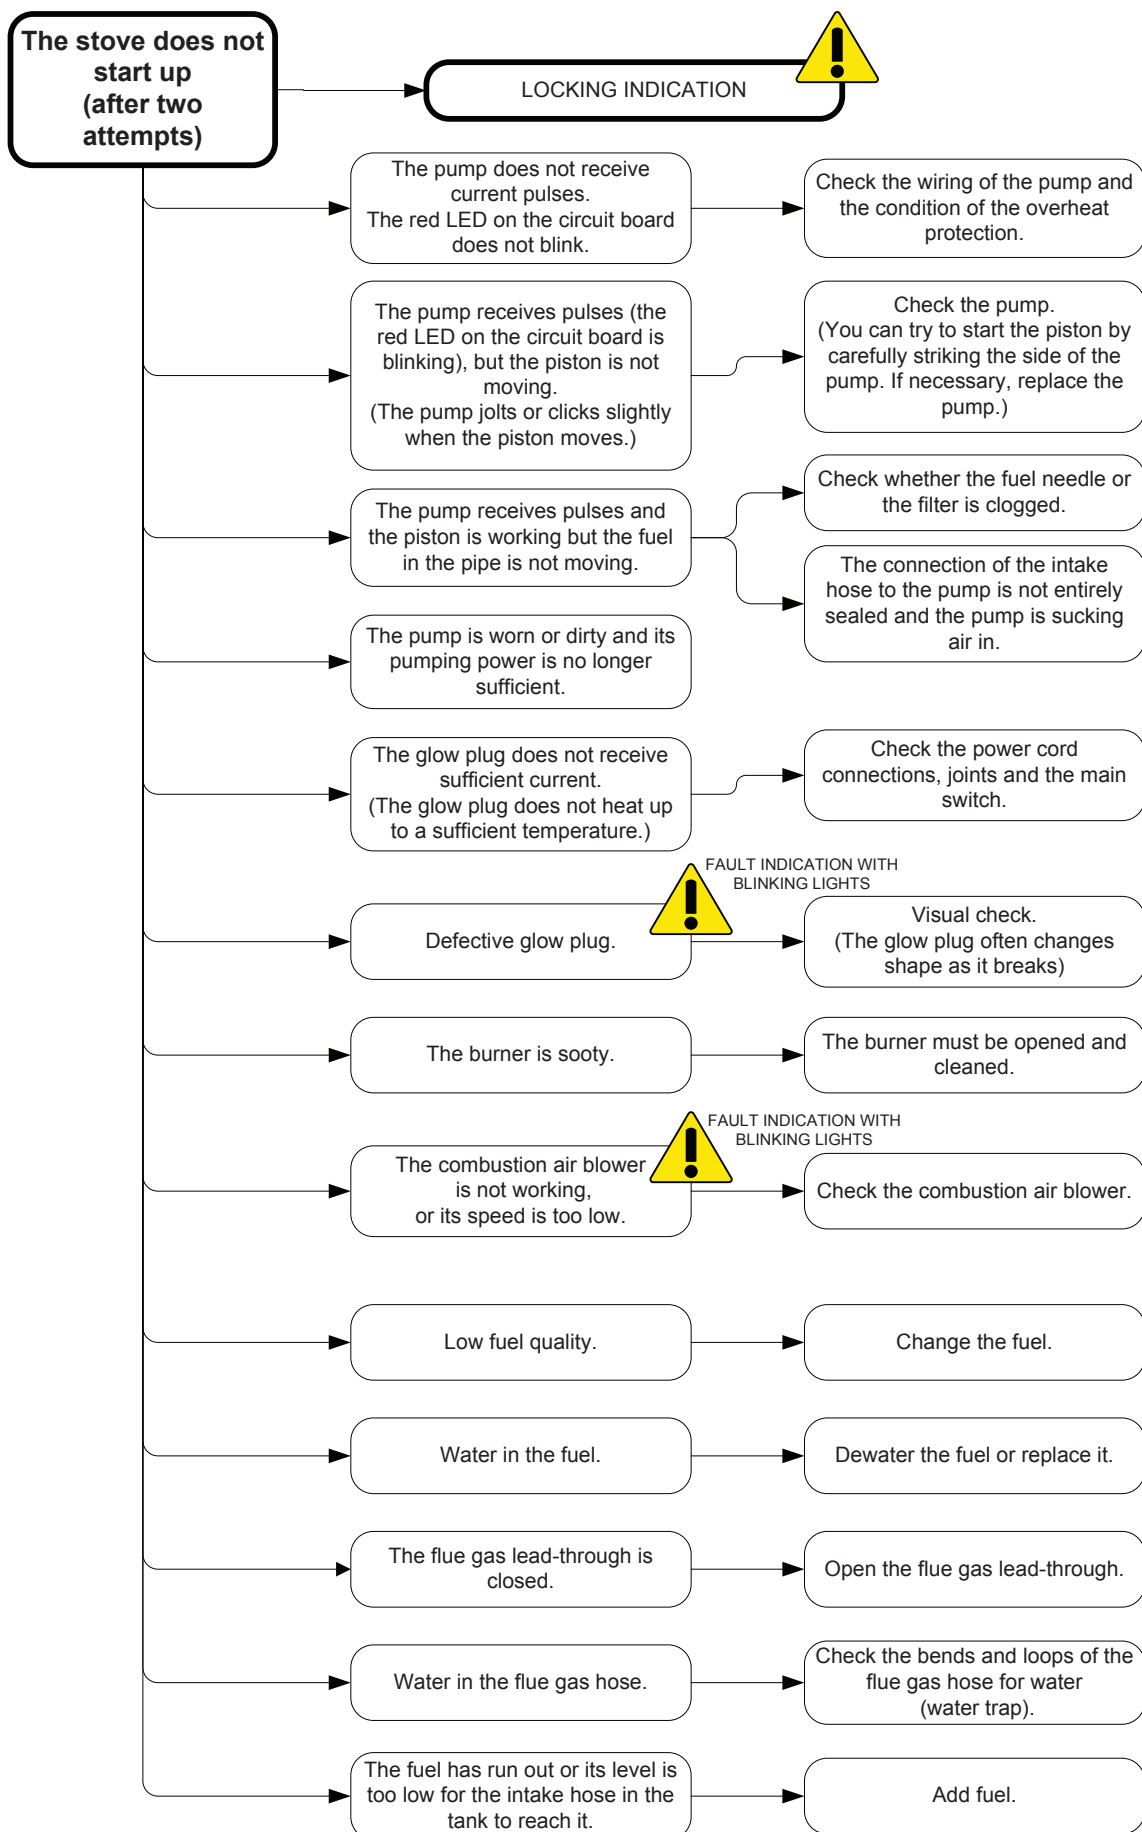 The stove does not
start up
(after two
attempts)
LOCKING INDICATION
The pump does not receive
current pulses.
The red LED on the circuit board
does not blink.
Check the wiring of the pump and
the condition of the overheat
protection.
The pump receives pulses (the
red LED on the circuit board is
blinking), but the piston is not
moving.
(The pump jolts or clicks slightly
when the piston moves.)
Check the pump.
(You can try to start the piston by
carefully striking the side of the
pump. If necessary, replace the
pump.)
The pump receives pulses and
the piston is working but the fuel
in the pipe is not moving.
Check whether the fuel needle or
the filter is clogged.
The connection of the intake
hose to the pump is not entirely
sealed and the pump is sucking
air in.
The pump is worn or dirty and its
pumping power is no longer
sufficient.
The glow plug does not receive
sufficient current.
(The glow plug does not heat up
to a sufficient temperature.)
Check the power cord
connections, joints and the main
switch.
FAULT INDICATION WITH
BLINKING LIGHTS
Defective glow plug.
Visual check.
(The glow plug often changes
shape as it breaks)
The burner is sooty.
The burner must be opened and
cleaned.
FAULT INDICATION WITH
BLINKING LIGHTS
The combustion air blower
is not working,
or its speed is too low.
Check the combustion air blower.
Low fuel quality.
Change the fuel.
Water in the fuel.
Dewater the fuel or replace it.
The flue gas lead-through is
closed.
Open the flue gas lead-through.
Water in the flue gas hose.
Check the bends and loops of the
flue gas hose for water
(water trap).
The fuel has run out or its level is
too low for the intake hose in the
tank to reach it.
Add fuel.